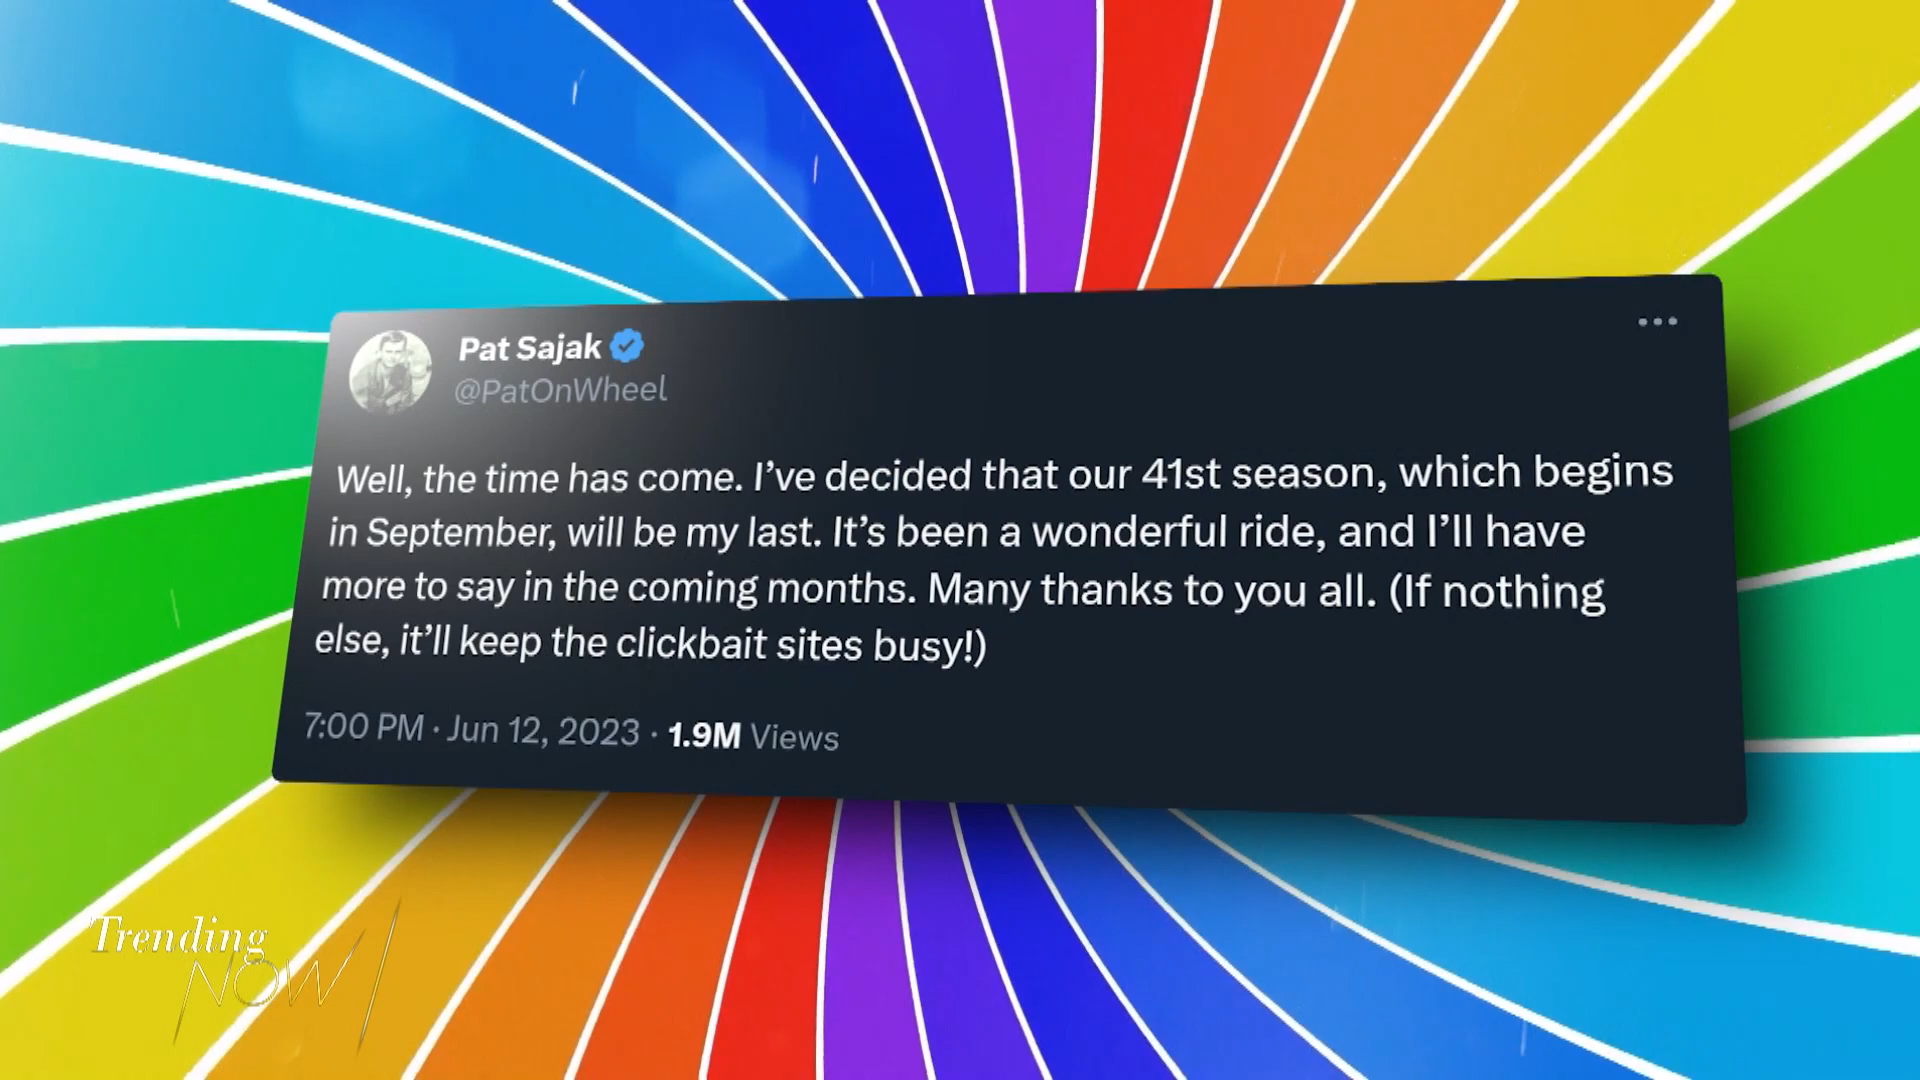 Pat Sajak
@PatOnWheel
Well, the time has come. I’ve decided that our 41st season, which begins
in September, will be my last. It’s been a wonderful ride, and I’ll have
more to say in the coming months. Many thanks to you all. (If nothing
else, it’ll keep the clickbait sites busy!)
7:00 PM · Jun 12, 2023 · 1.9M Views
Trending
NOW